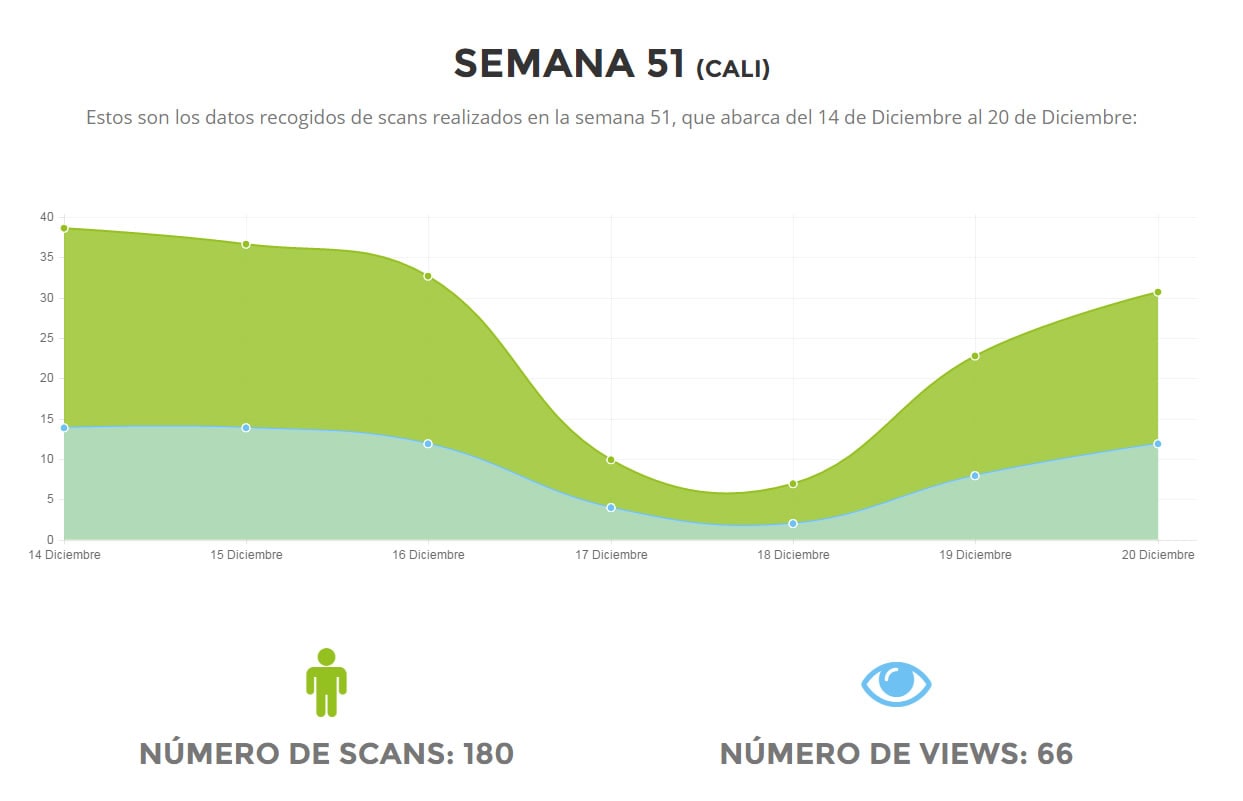 SEMANA 51 (CALI)
Estos son los datos recogidos de scans realizados en la semana 51, que abarca del 14 de Diciembre al 20 de Diciembre:
40
35
30
25
20
15
10
5
0
14 Diciembre 15 Diciembre 16 Diciembre 17 Diciembre 18 Diciembre 19 Diciembre 20 Diciembre
NÚMERO DE SCANS: 180 NÚMERO DE VIEWS: 66